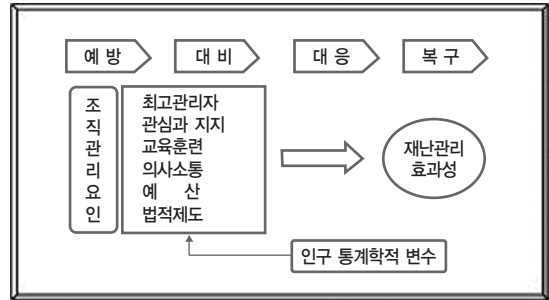 예 방
대 비
대 응
복 구
조
직
관
리
요
인
최고관리자
관심과 지지
교육훈련
의사소통
예 산
법적제도
재난관리
효과성
인구 통계학적 변수